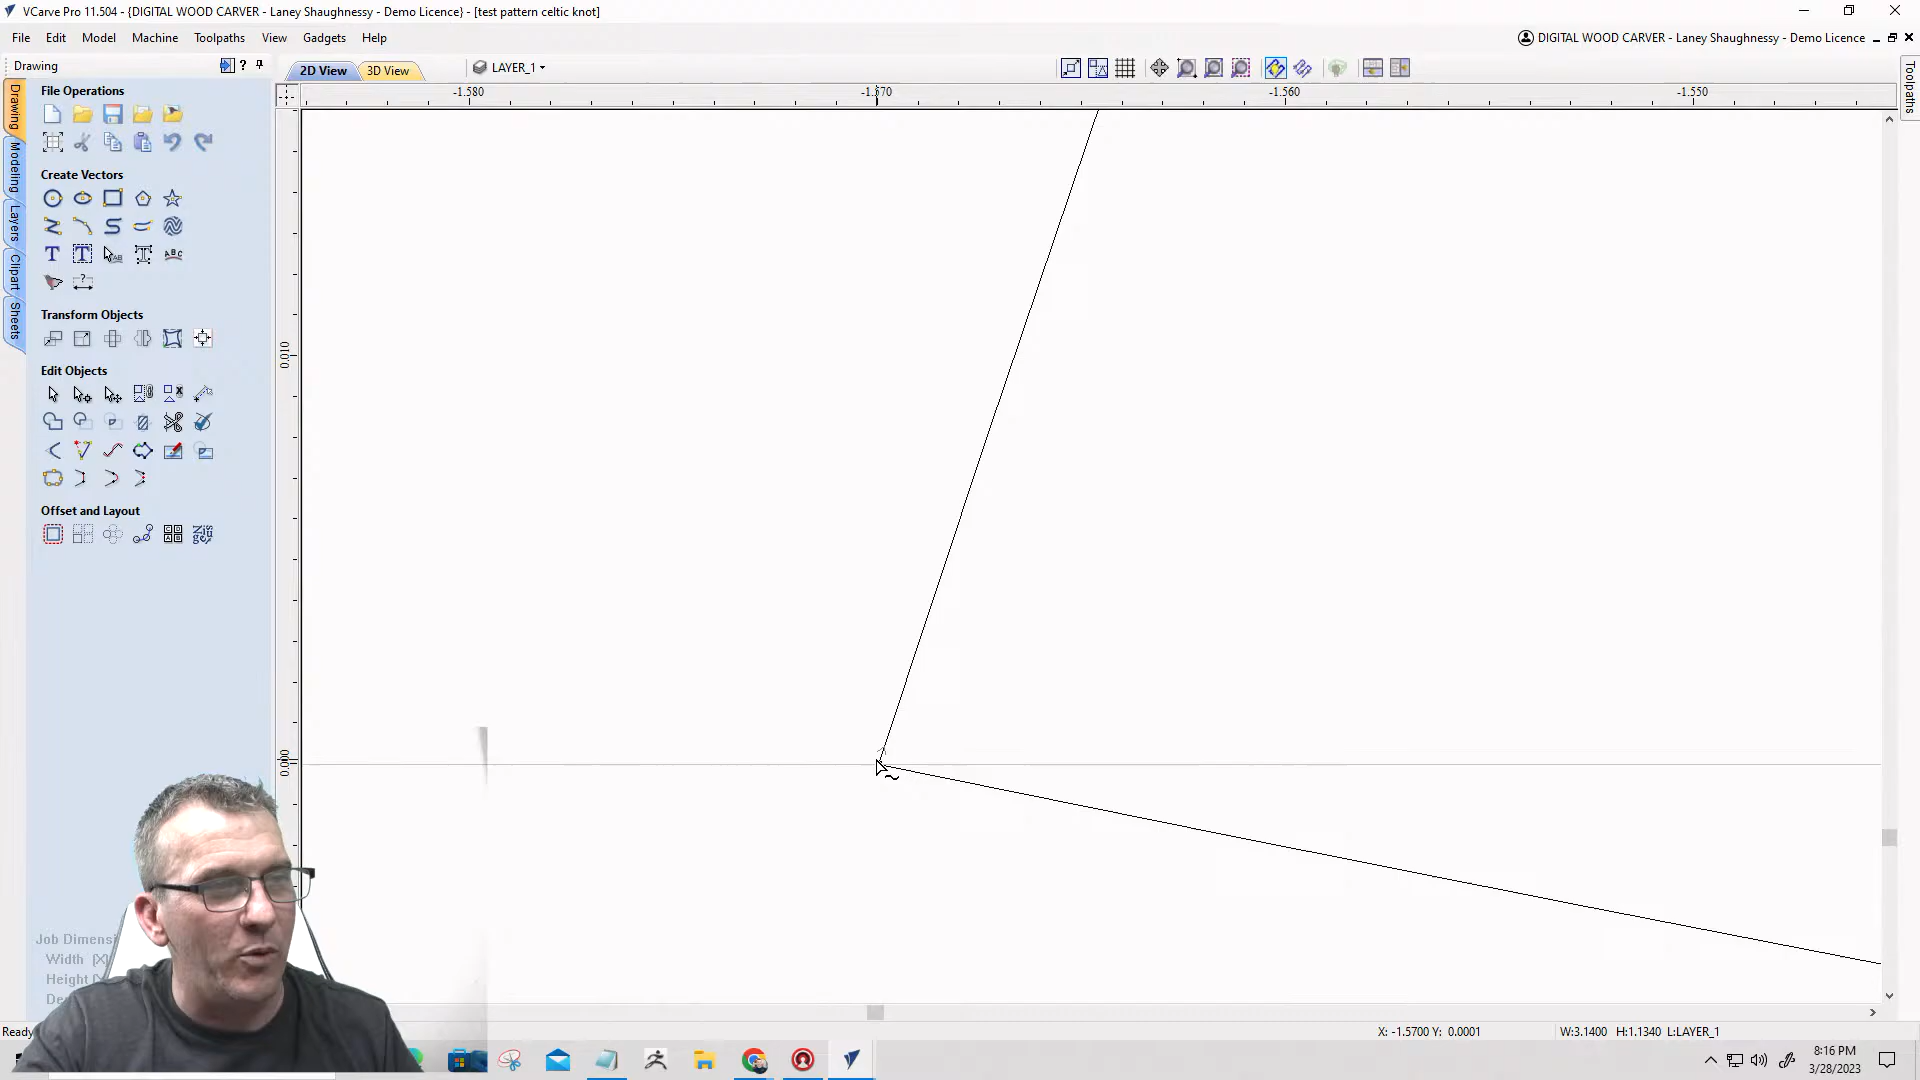 VCarve Pro 11.504 - {DIGITAL WOOD CARVER - Laney Shaughnessy - Demo Licence} - [test pattern celtic knot]
File Edit Model Machine Toolpaths View Gadgets Help
DIGITAL WOOD CARVER - Laney Shaughnessy - Demo Licence
Drawing
2D View 3D View LAYER_1
Toolpaths
-1.580 -1.570 -1.560 -1.550
Drawing
Modeling
Layers
Clipart
Sheets
File Operations
Create Vectors
Transform Objects
Edit Objects
Offset and Layout
0.010
0.000
Job Dimensi
Width (X)
Height
Ready
X: -1.5700 Y: 0.0001
W:3.1400 H:1.1340 L:LAYER_1
8:16 PM
3/28/2023